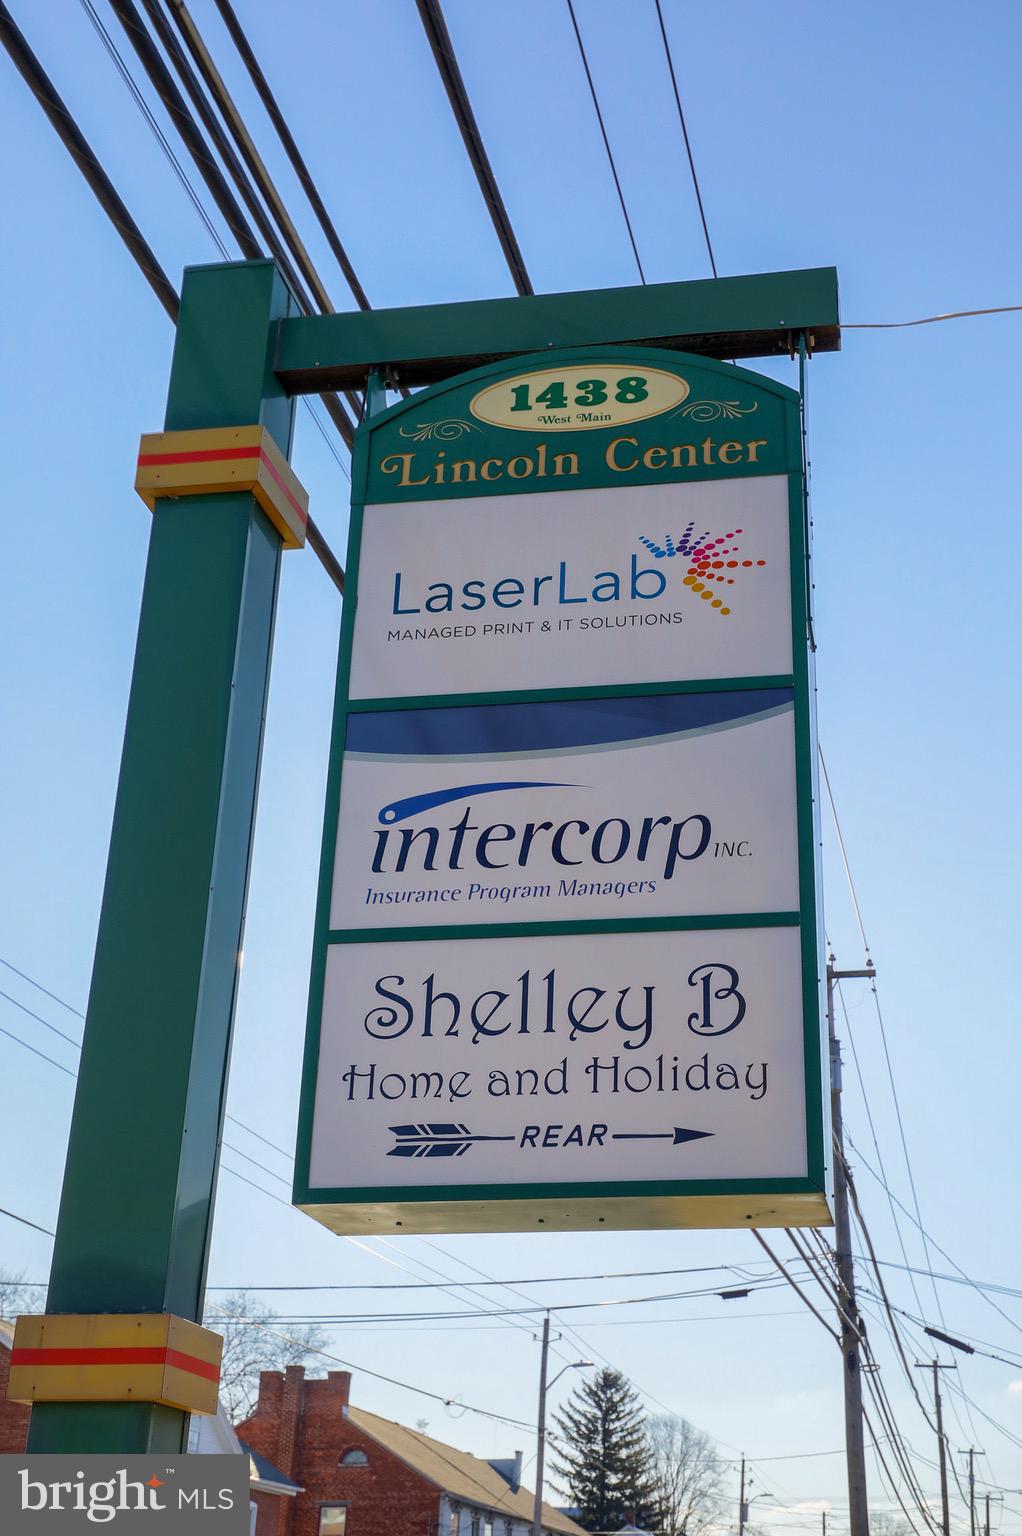 1438
West Main
Lincoln Center
LaserLab
MANAGED PRINT & IT SOLUTIONS
intercorp INC.
Insurance Program Managers
Shelley B
Home and Holiday
REAR
bright™ MLS